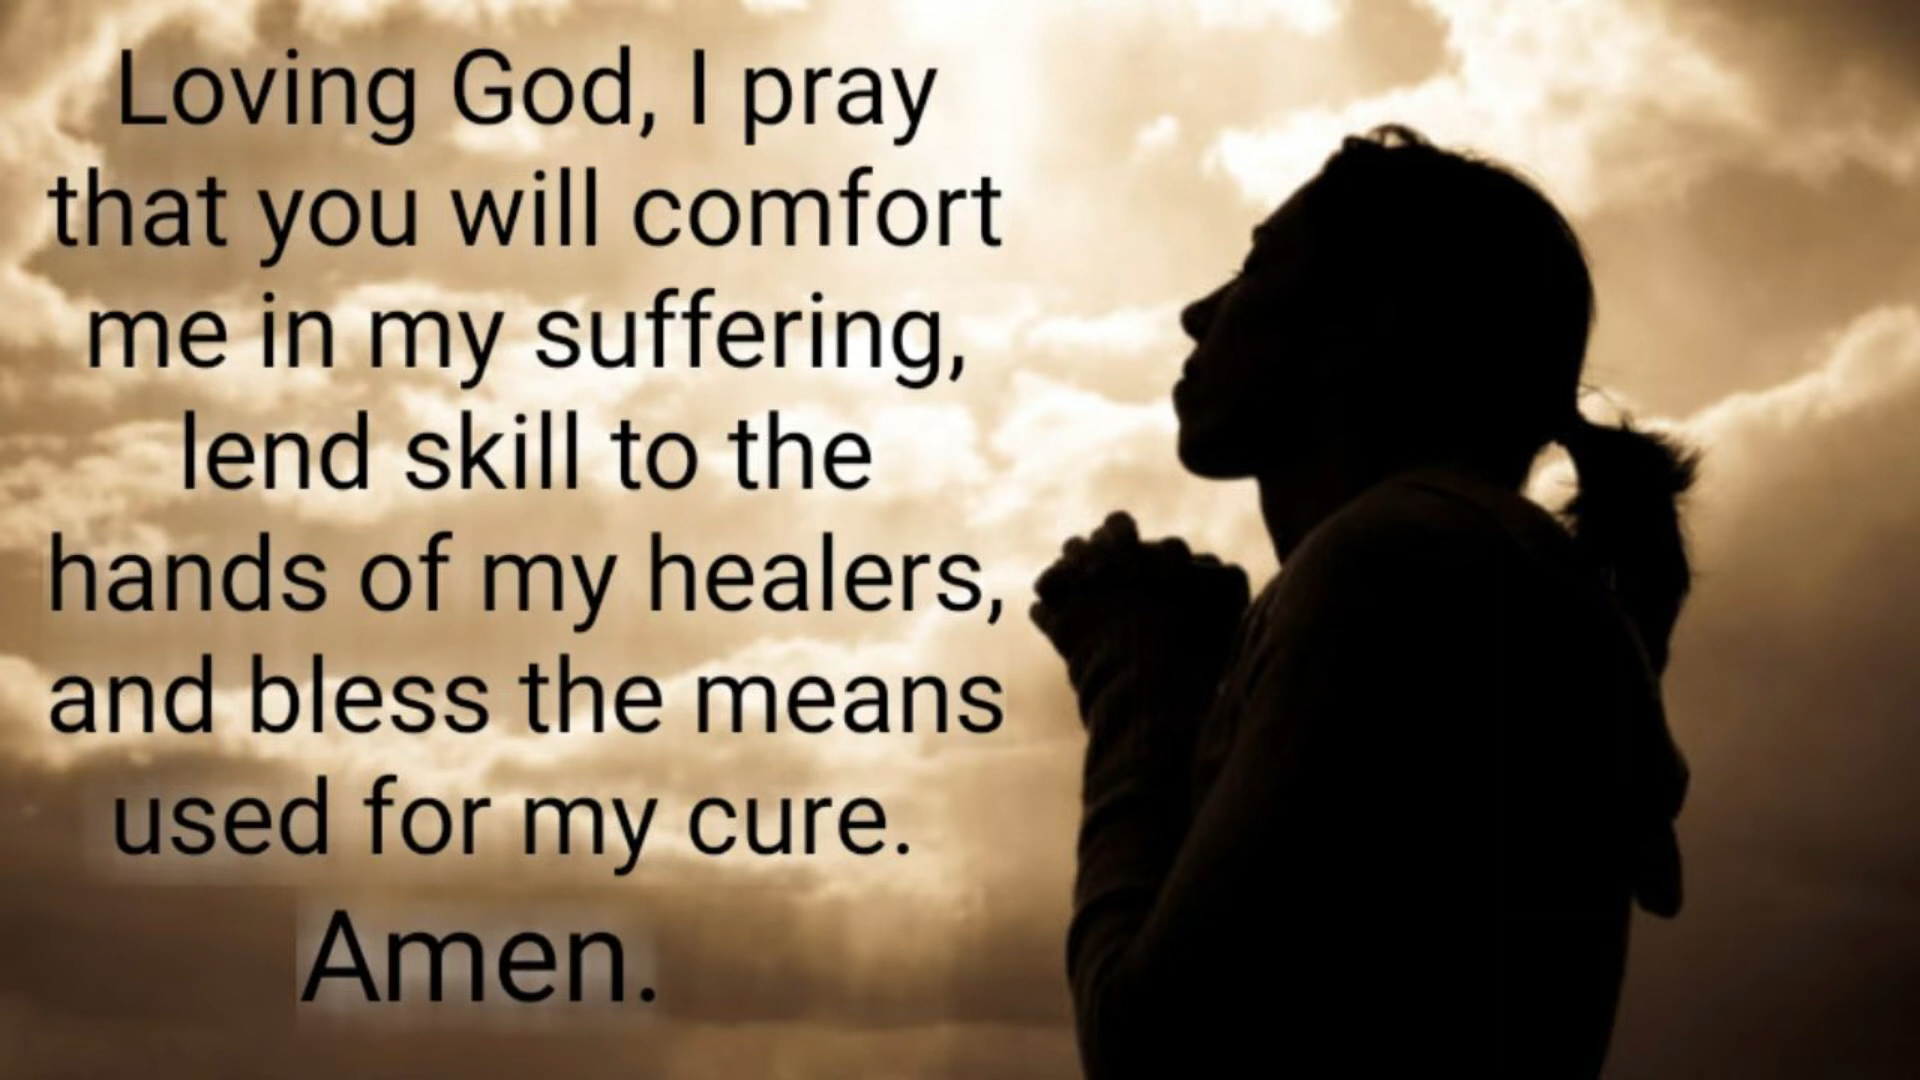 Loving God, I pray
that you will comfort
me in my suffering,
lend skill to the
hands of my healers,
and bless the means
used for my cure.
Amen.